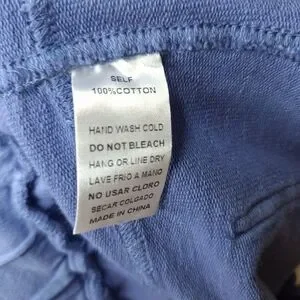 SELF
100%COTTON
HAND WASH COLD
DO NOT BLEACH
HANG OR LINE DRY
LAVE FRIO A MANO
NO USAR CLORO
SECAR COLGADO
MADE IN CHINA